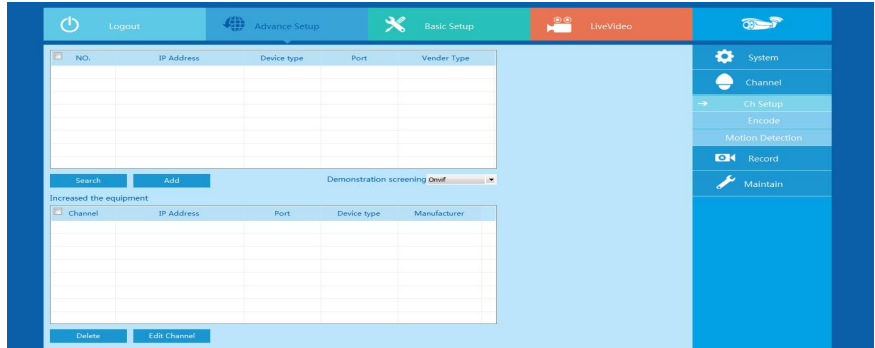 Logout Advance Setup Basic Setup LiveVideo
NO. IP Address Device type Port Vender Type
Search Add Demonstration screening Onvif
Increased the equipment
Channel IP Address Port Device type Manufacturer
Delete Edit Channel
System
Channel
Ch Setup
Encode
Motion Detection
Record
Maintain